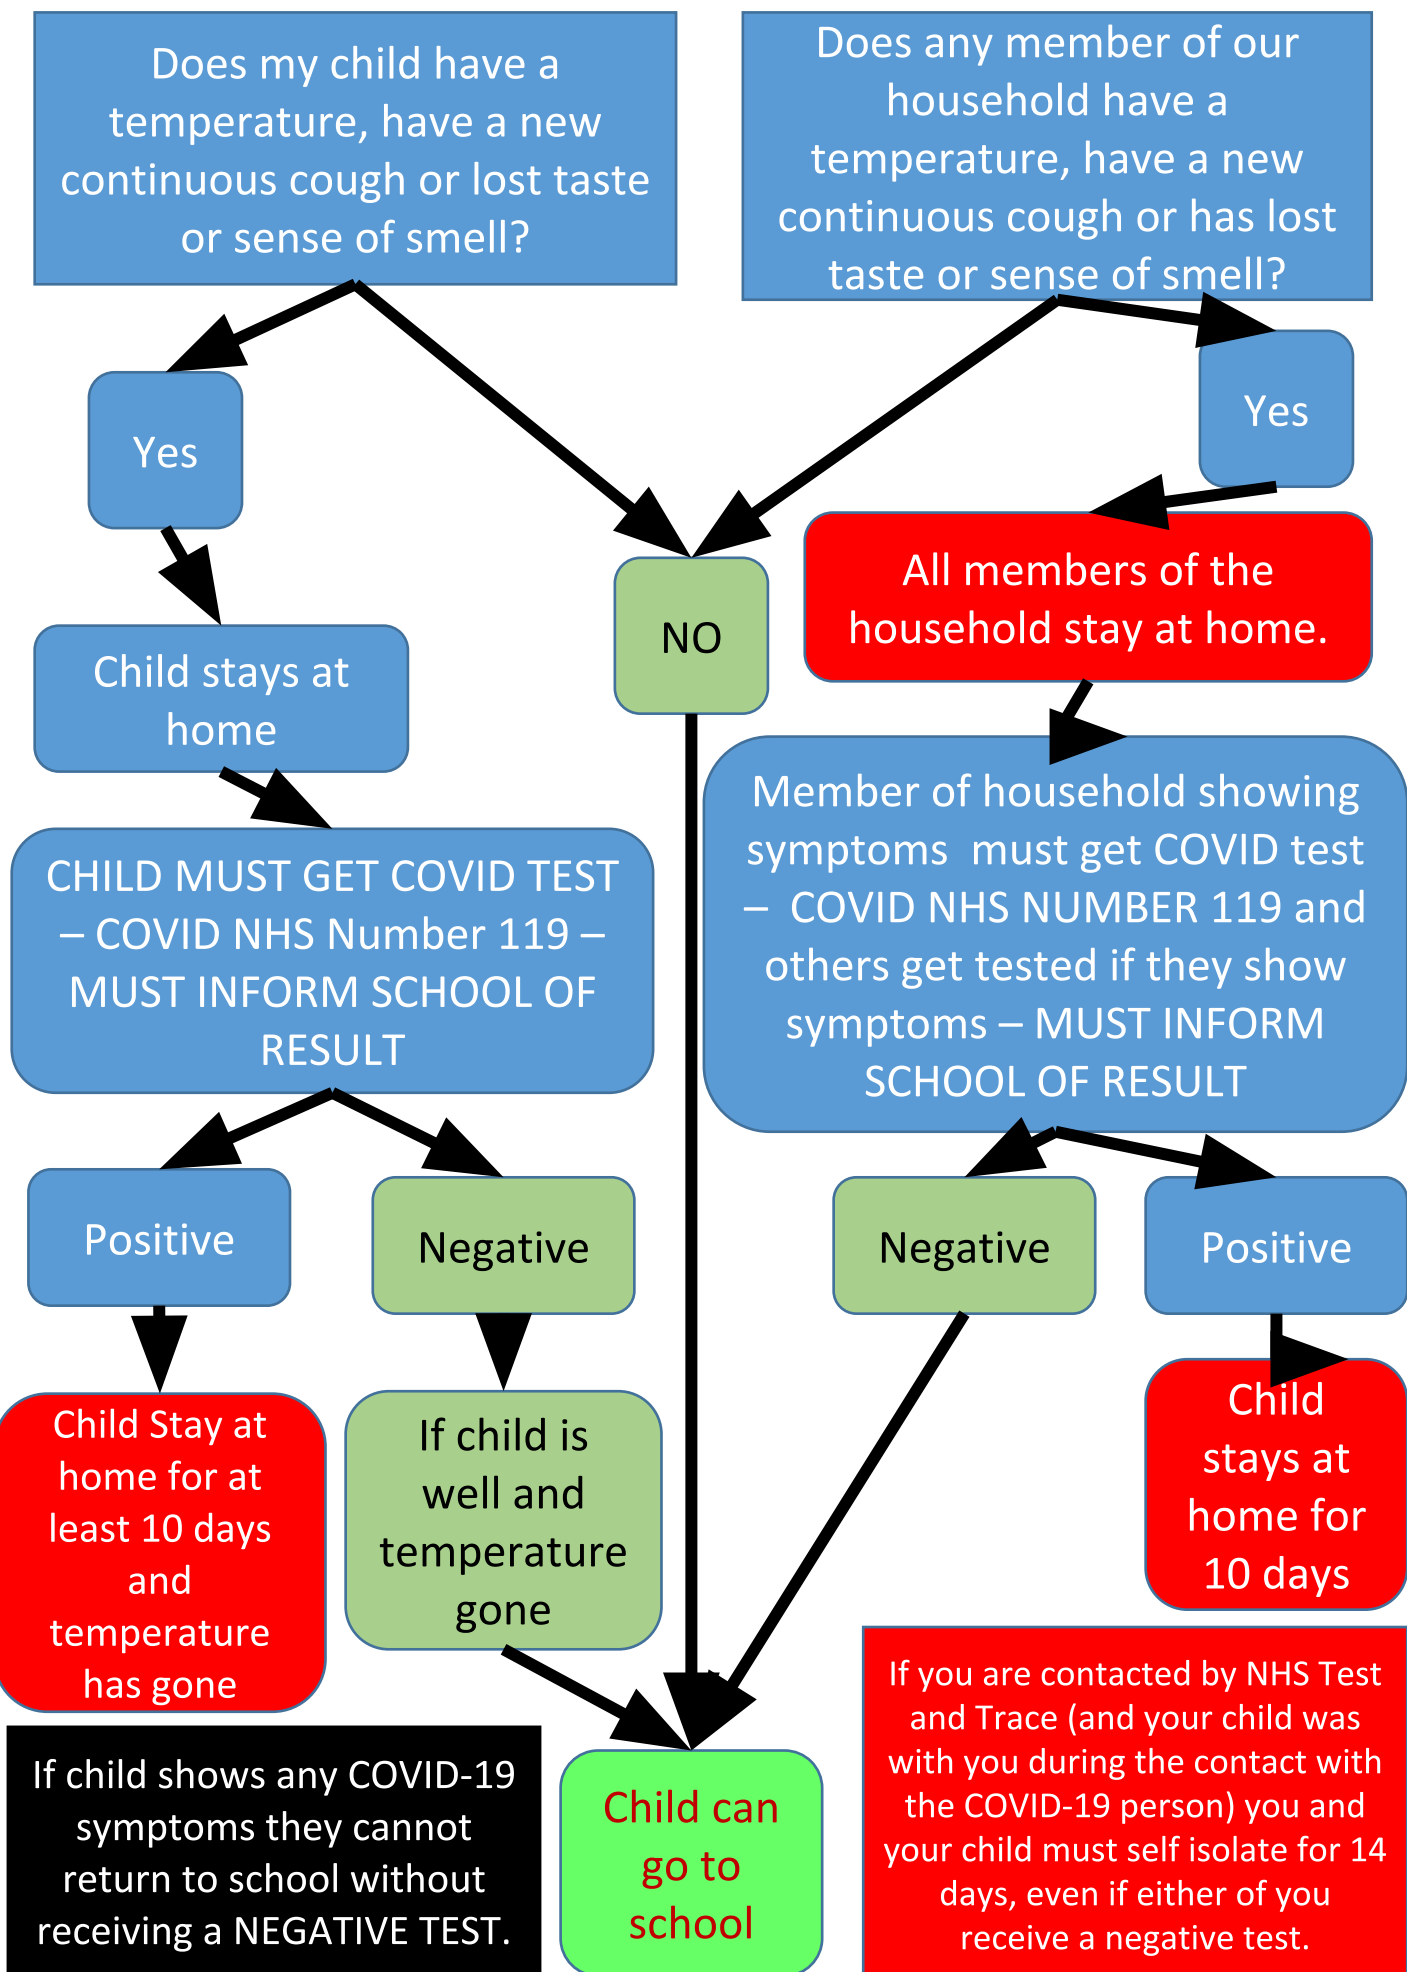 Does my child have a
temperature, have a new
continuous cough or lost taste
or sense of smell?
Does any member of our
household have a
temperature, have a new
continuous cough or has lost
taste or sense of smell?
Yes
Yes
NO
All members of the
household stay at home.
Child stays at
home
Member of household showing
symptoms must get COVID test
– COVID NHS NUMBER 119 and
others get tested if they show
symptoms – MUST INFORM
SCHOOL OF RESULT
CHILD MUST GET COVID TEST
– COVID NHS Number 119 –
MUST INFORM SCHOOL OF
RESULT
Positive
Negative
Negative
Positive
Child Stay at
home for at
least 10 days
and
temperature
has gone
If child is
well and
temperature
gone
Child
stays at
home for
10 days
If child shows any COVID-19
symptoms they cannot
return to school without
receiving a NEGATIVE TEST.
Child can
go to
school
If you are contacted by NHS Test
and Trace (and your child was
with you during the contact with
the COVID-19 person) you and
your child must self isolate for 14
days, even if either of you
receive a negative test.